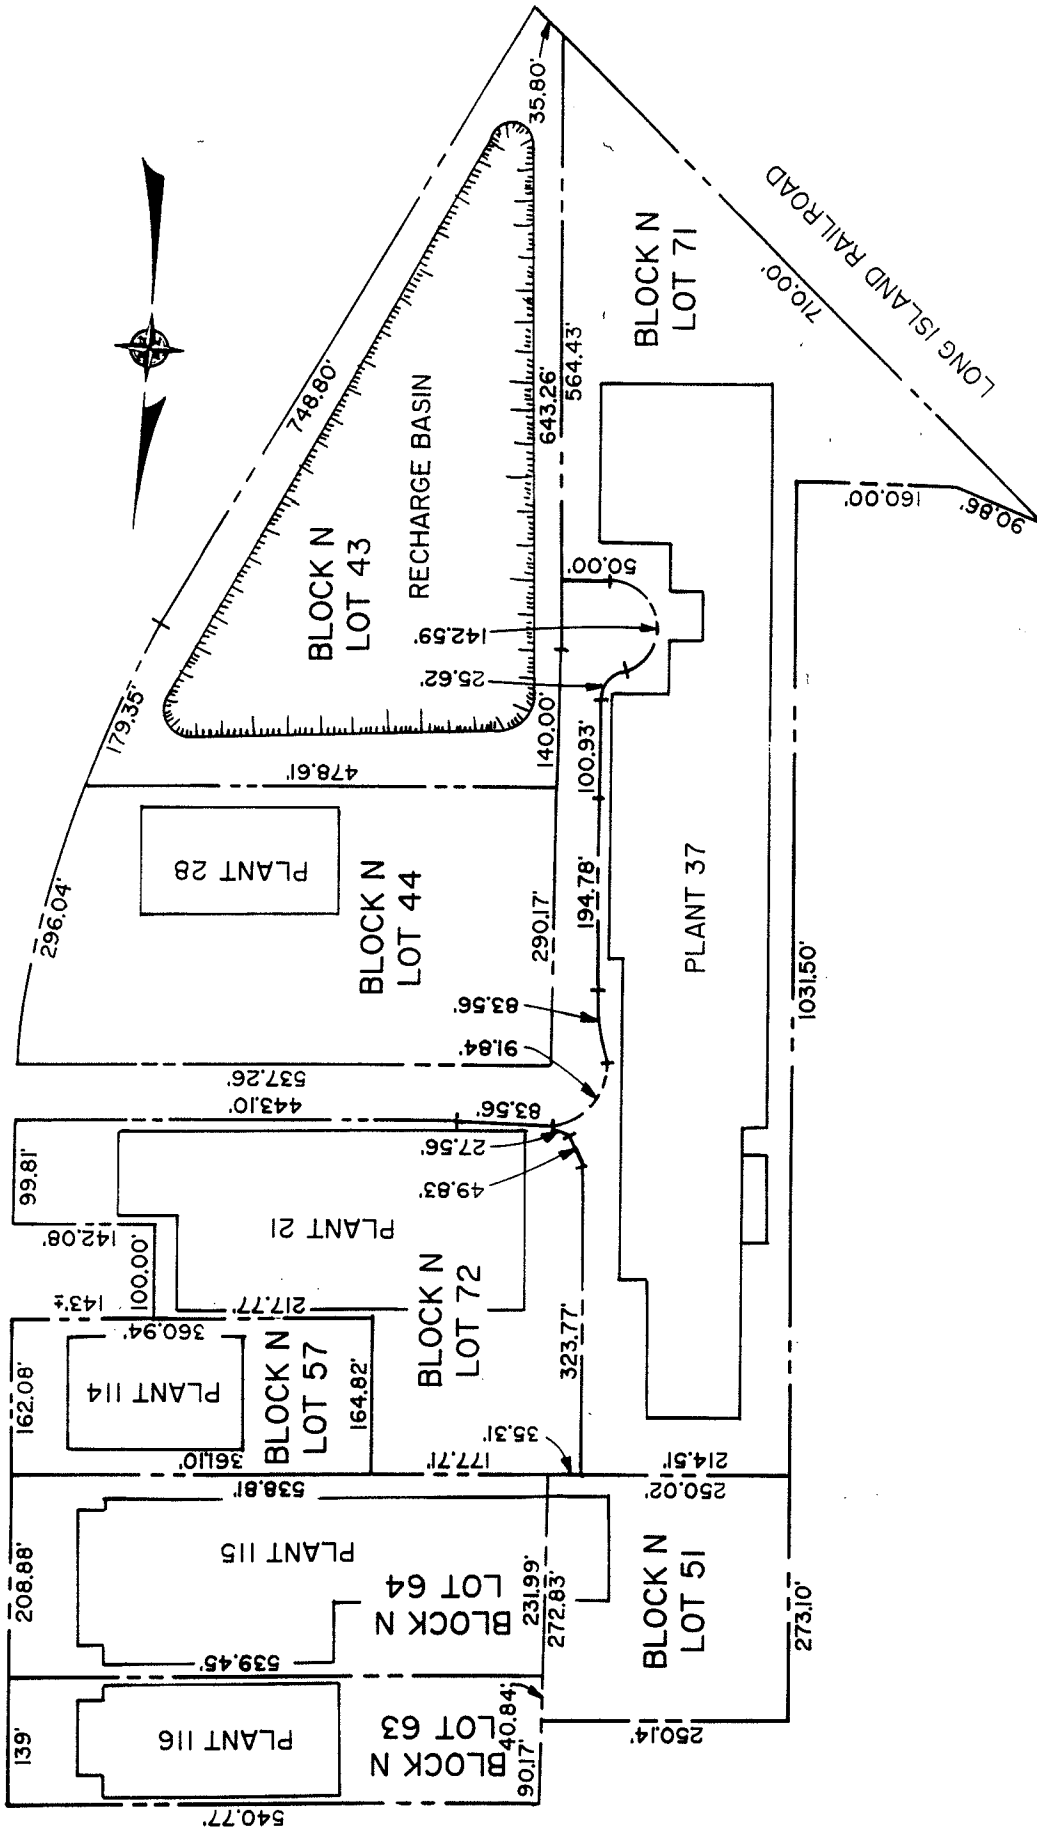 35.80'
748.80'
LONG ISLAND RAILROAD
710.00'
BLOCK N
LOT 71
643.26'
564.43'
RECHARGE BASIN
BLOCK N
LOT 43
160.00'
90.86'
50.00'
142.59'
25.62'
179.35'
140.00'
100.93'
478.61'
PLANT 28
BLOCK N
LOT 44
296.04'
290.17'
194.78'
PLANT 37
1031.50'
83.56'
91.84'
537.26'
443.10'
83.56'
27.56'
49.83'
99.81'
142.08'
100.00'
PLANT 21
217.77'
143'±
360.94'
BLOCK N
LOT 72
323.77'
162.08'
PLANT 114
BLOCK N
LOT 57
164.82'
361.10'
177.71'
35.31'
214.51'
538.81'
250.02'
208.88'
PLANT 115
BLOCK N
LOT 64
231.99'
272.83'
BLOCK N
LOT 51
273.10'
539.45'
139'
PLANT 116
BLOCK N
LOT 63
40.84'
90.17'
250.14'
540.77'